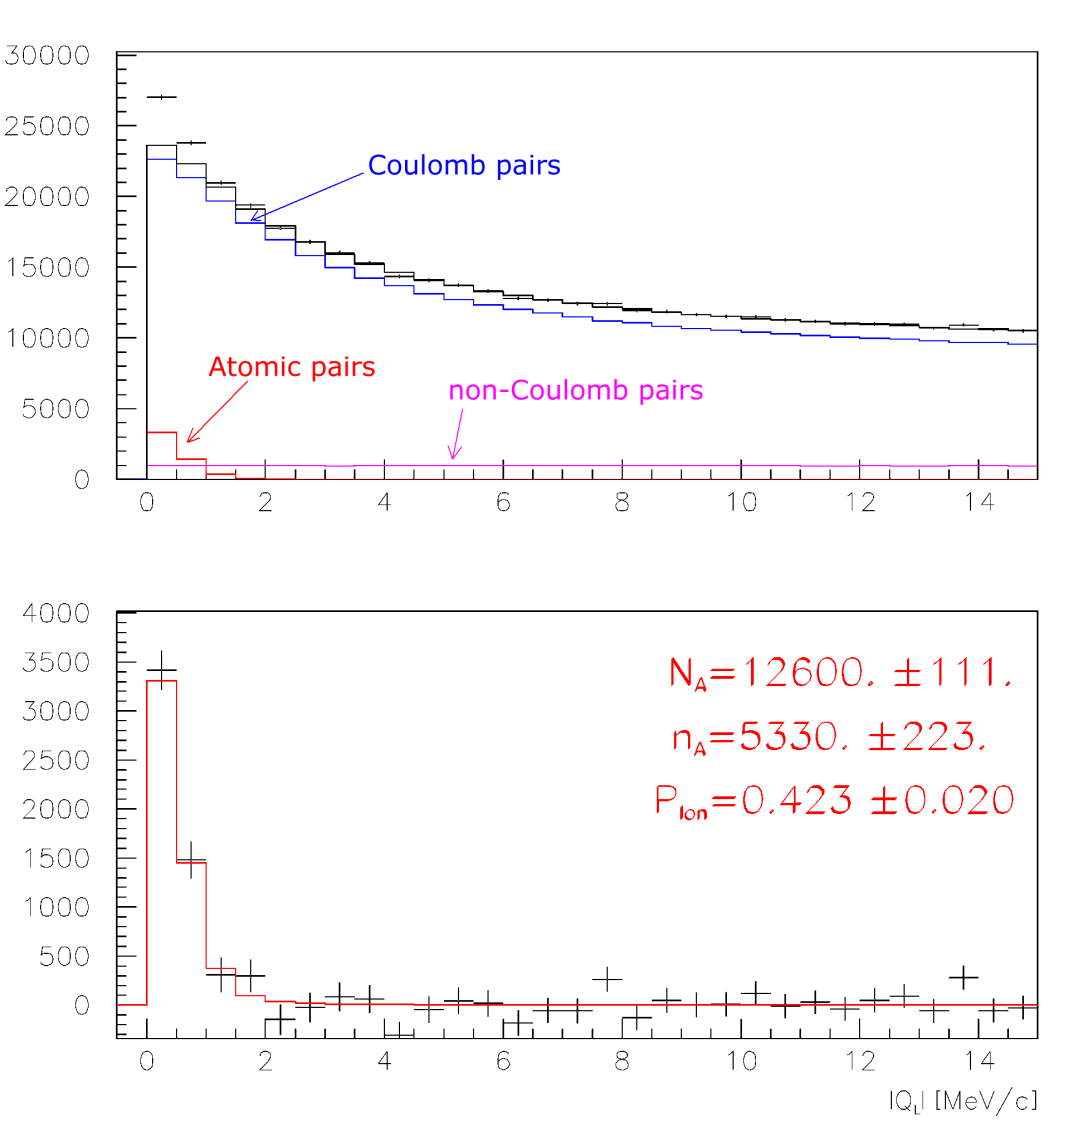 30000
25000
20000
15000
10000
5000
0
Coulomb pairs
Atomic pairs
non-Coulomb pairs
0 2 4 6 8 10 12 14
4000
3500
3000
2500
2000
1500
1000
500
0
N_A=12600. ±111.
n_A=5330. ±223.
P_Ion=0.423 ±0.020
0 2 4 6 8 10 12 14
|Q_L| [MeV/c]